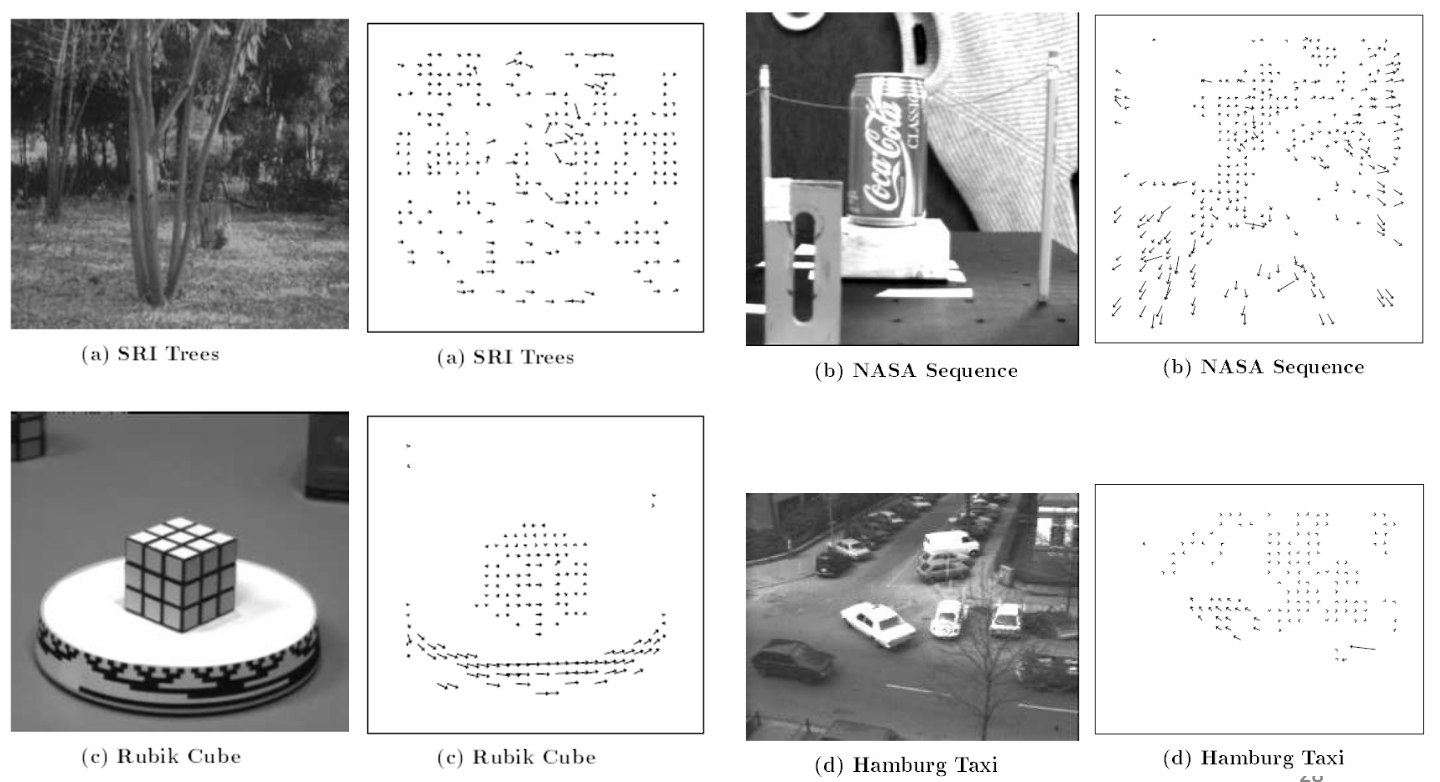 Coca-Cola
CLASSIC
(a) SRI Trees
(a) SRI Trees
(b) NASA Sequence
(b) NASA Sequence
(c) Rubik Cube
(c) Rubik Cube
(d) Hamburg Taxi
(d) Hamburg Taxi